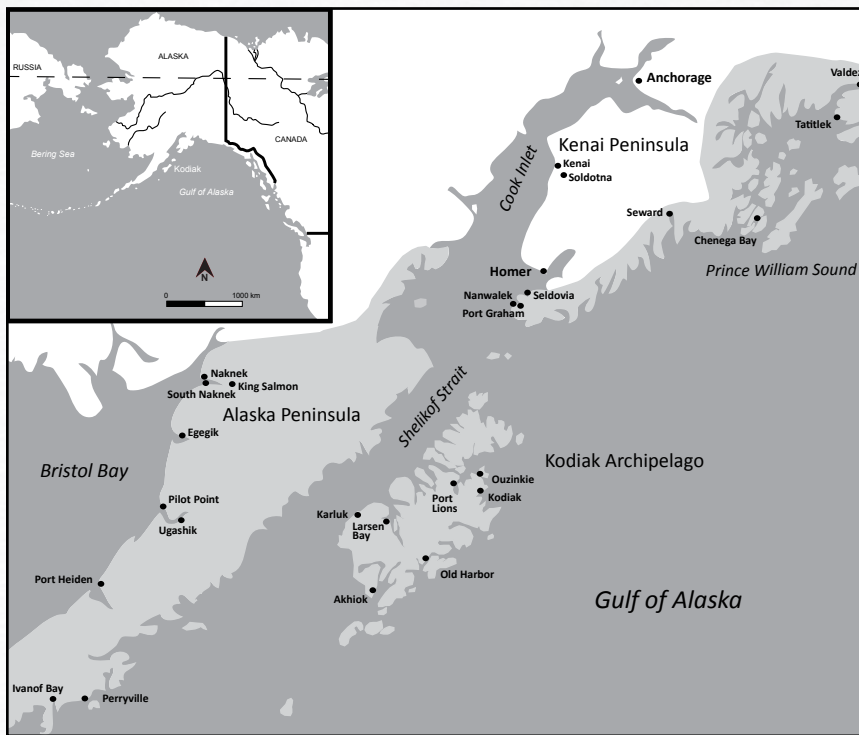 ALASKA
RUSSIA
CANADA
Bering Sea
Kodiak
Gulf of Alaska
N
0
1000 km
Anchorage
Valdez
Tatitlek
Kenai Peninsula
Cook Inlet
Kenai
Soldotna
Seward
Chenega Bay
Homer
Prince William Sound
Nanwalek
Seldovia
Port Graham
Naknek
South Naknek
King Salmon
Alaska Peninsula
Shelikof Strait
Egegik
Bristol Bay
Kodiak Archipelago
Ouzinkie
Port
Lions
Kodiak
Pilot Point
Ugashik
Karluk
Larsen
Bay
Old Harbor
Port Heiden
Akhiok
Gulf of Alaska
Ivanof Bay
Perryville